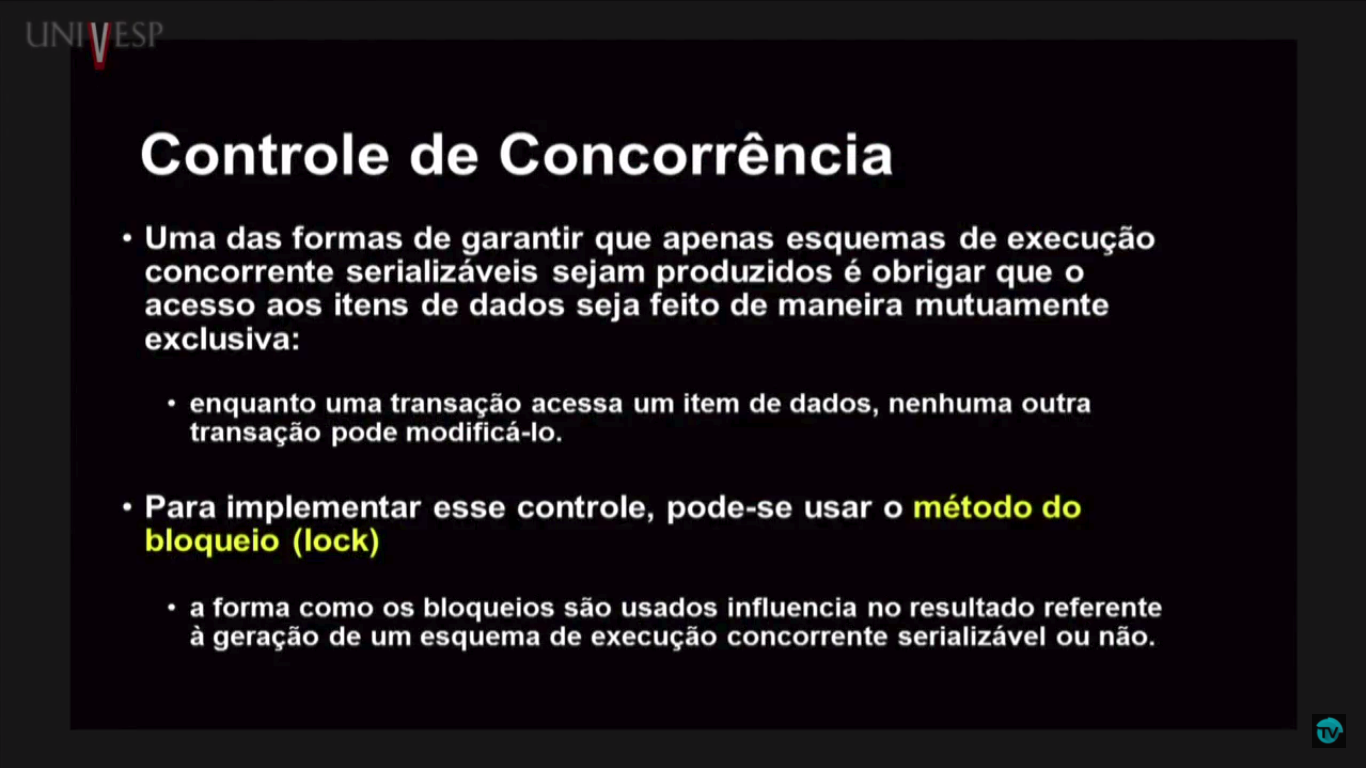 UNIVESP
Controle de Concorrência
• Uma das formas de garantir que apenas esquemas de execução
concorrente serializáveis sejam produzidos é obrigar que o
acesso aos itens de dados seja feito de maneira mutuamente
exclusiva:
• enquanto uma transação acessa um item de dados, nenhuma outra
transação pode modificá-lo.
• Para implementar esse controle, pode-se usar o método do
bloqueio (lock)
• a forma como os bloqueios são usados influencia no resultado referente
à geração de um esquema de execução concorrente serializável ou não.
TV